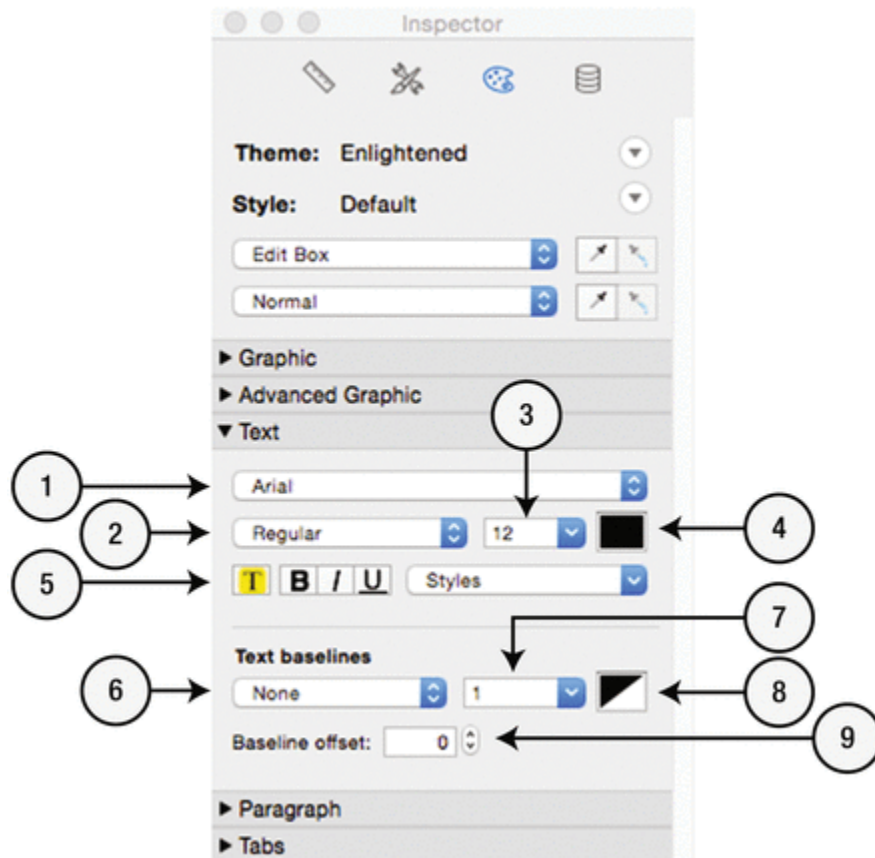 Inspector
Theme: Enlightened
Style: Default
Edit Box
Normal
Graphic
Advanced Graphic
3
Text
1
Arial
2
Regular
12
4
5
T B I U Styles
7
Text baselines
6
None
1
8
Baseline offset: 0
9
Paragraph
Tabs